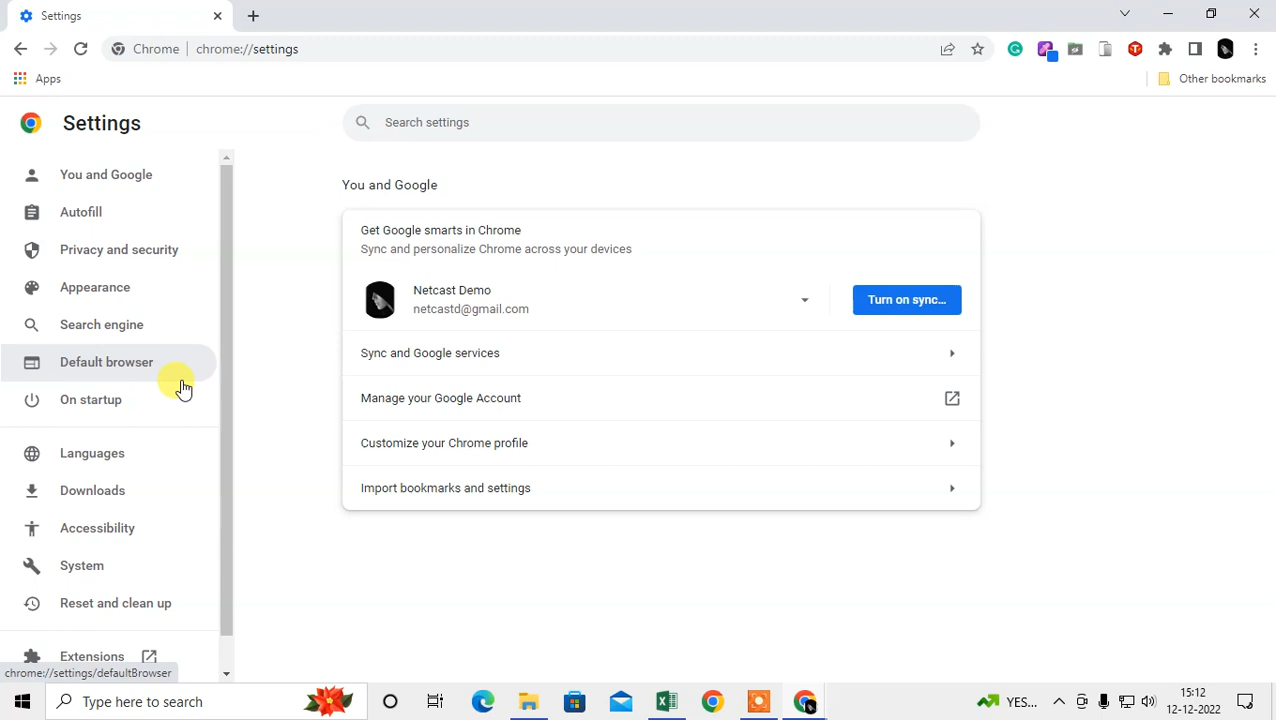 Settings
Chrome
chrome://settings
Apps
Other bookmarks
Settings
Search settings
You and Google
Autofill
Privacy and security
Appearance
Search engine
Default browser
On startup
Languages
Downloads
Accessibility
System
Reset and clean up
Extensions
chrome://settings/defaultBrowser
You and Google
Get Google smarts in Chrome
Sync and personalize Chrome across your devices
Netcast Demo
netcastd@gmail.com
Turn on sync...
Sync and Google services
Manage your Google Account
Customize your Chrome profile
Import bookmarks and settings
Type here to search
YES...
15:12
12-12-2022